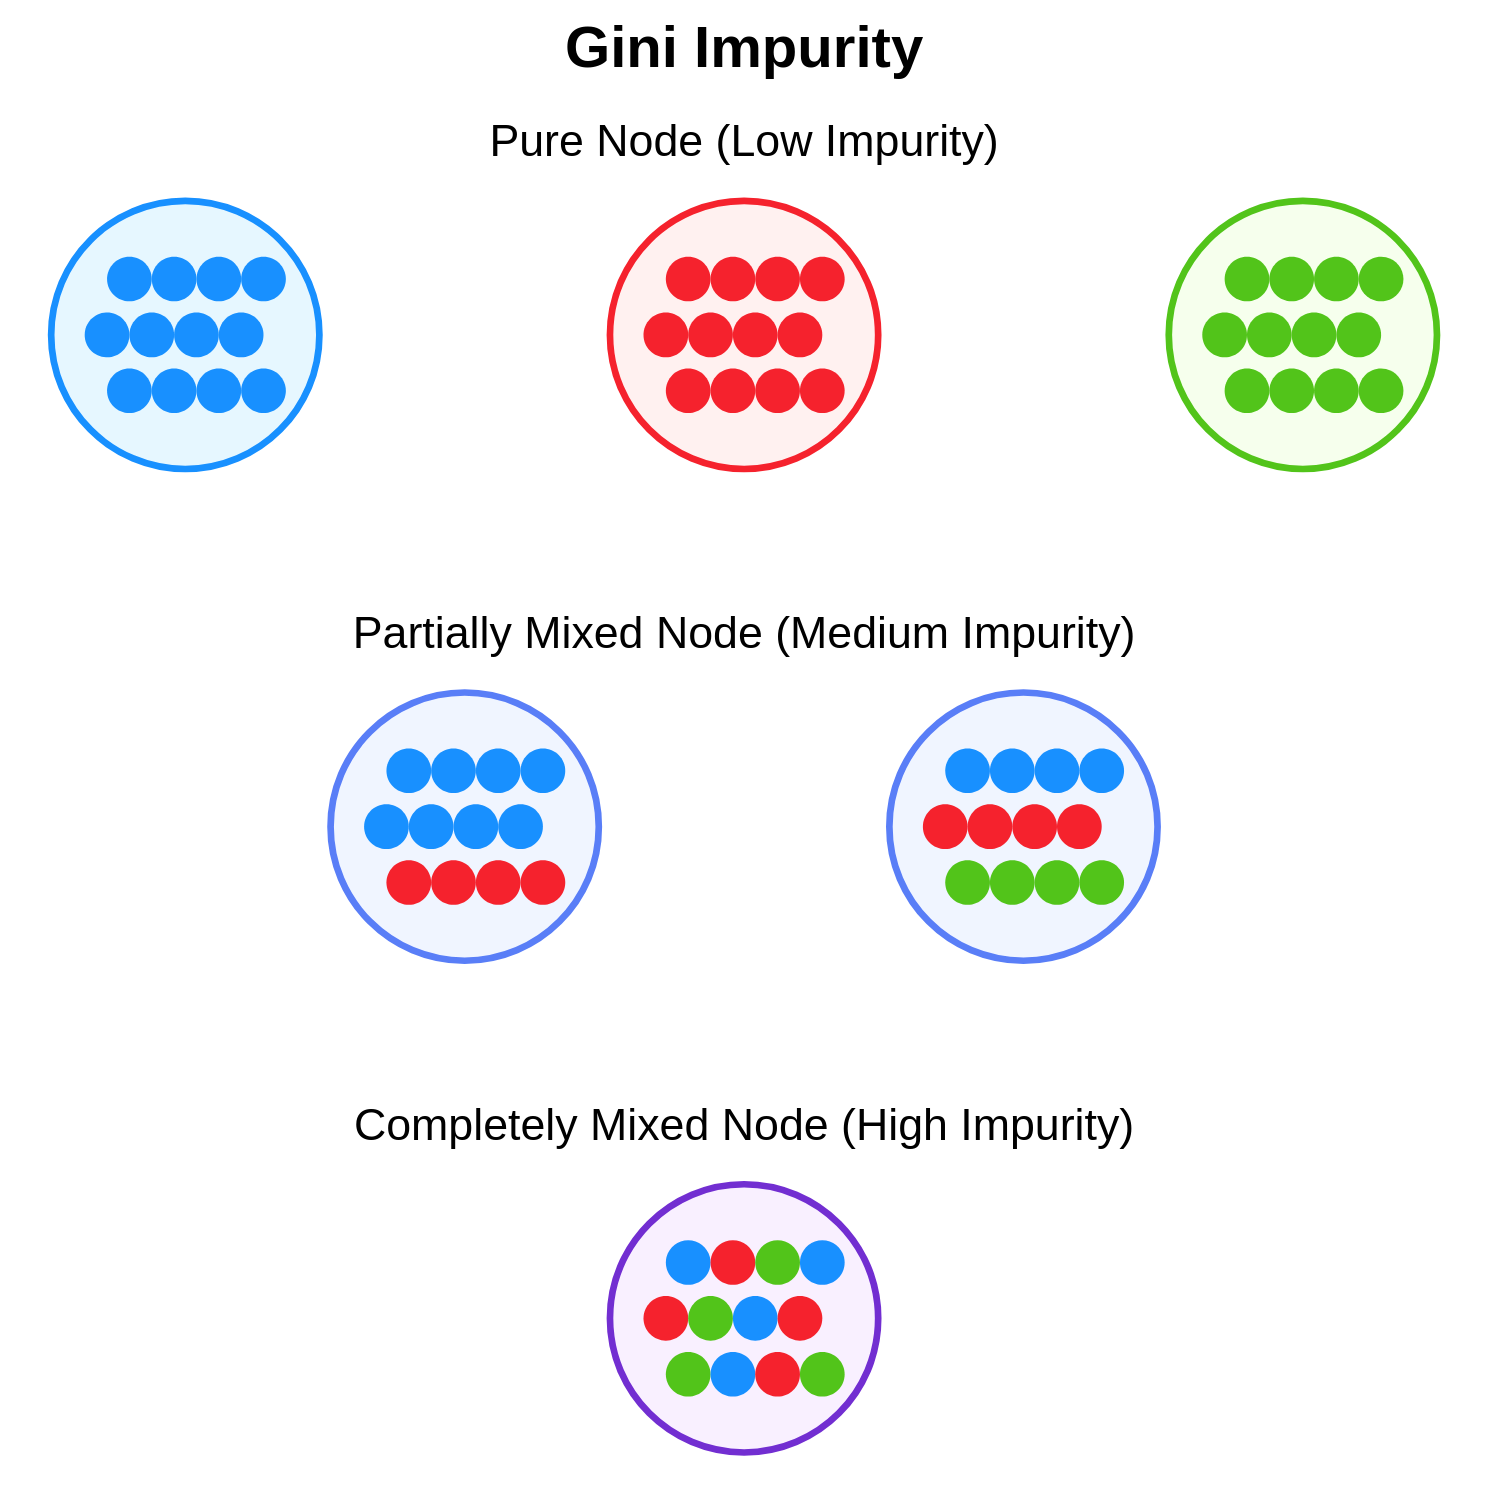 Gini Impurity
Pure Node (Low Impurity)
Partially Mixed Node (Medium Impurity)
Completely Mixed Node (High Impurity)